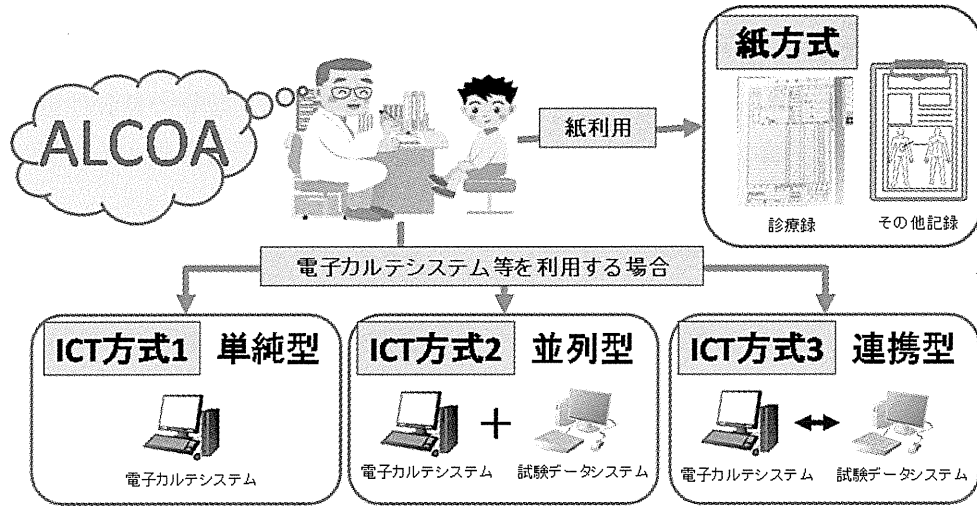 ALCOA
紙利用
紙方式
診療録
その他記録
電子カルテシステム等を利用する場合
ICT方式1 単純型
電子カルテシステム
ICT方式2 並列型
+
電子カルテシステム
試験データシステム
ICT方式3 連携型
電子カルテシステム
試験データシステム